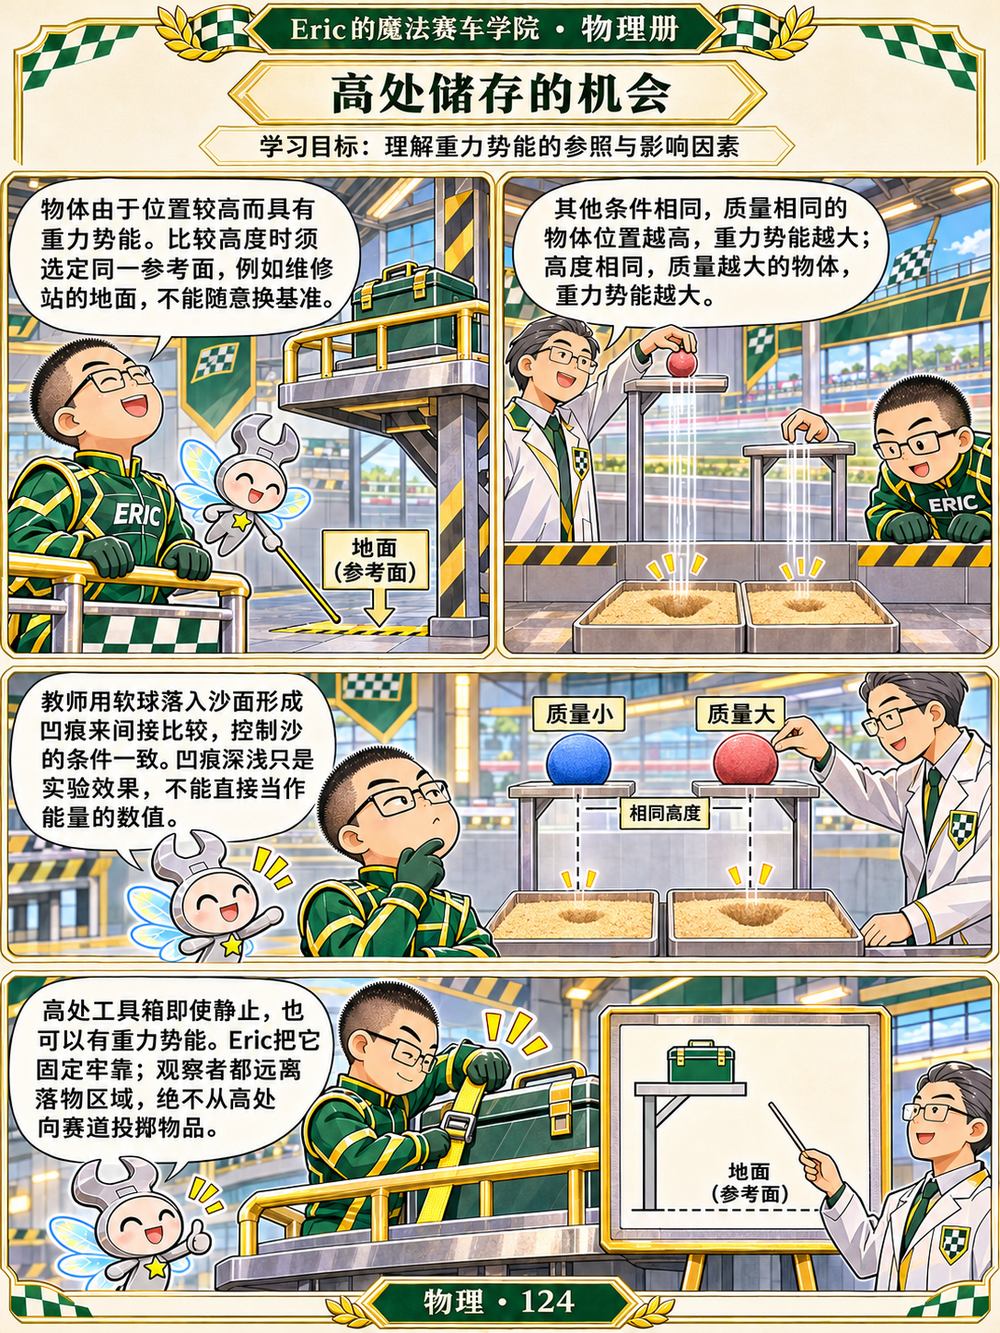 Eric的魔法赛车学院·物理册
高处储存的机会
学习目标：理解重力势能的参照与影响因素
物体由于位置较高而具有
重力势能。比较高度时须
选定同一参考面，例如维修
站的地面，不能随意换基准。
ERIC
地面
（参考面）
其他条件相同，质量相同的
物体位置越高，重力势能越大；
高度相同，质量越大的物体，
重力势能越大。
ERIC
教师用软球落入沙面形成
凹痕来间接比较，控制沙
的条件一致。凹痕深浅只是
实验效果，不能直接当作
能量的数值。
质量小
质量大
相同高度
高处工具箱即使静止，也
可以有重力势能。Eric把它
固定牢靠；观察者都远离
落物区域，绝不从高处
向赛道投掷物品。
地面
（参考面）
物理·124